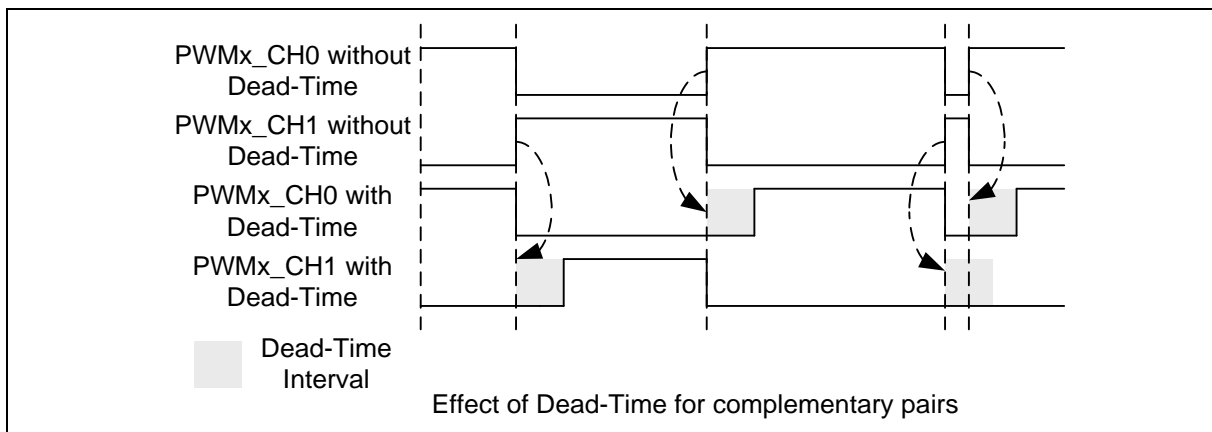 PWMx_CH0 without
Dead-Time
PWMx_CH1 without
Dead-Time
PWMx_CH0 with
Dead-Time
PWMx_CH1 with
Dead-Time
Dead-Time
Interval
Effect of Dead-Time for complementary pairs